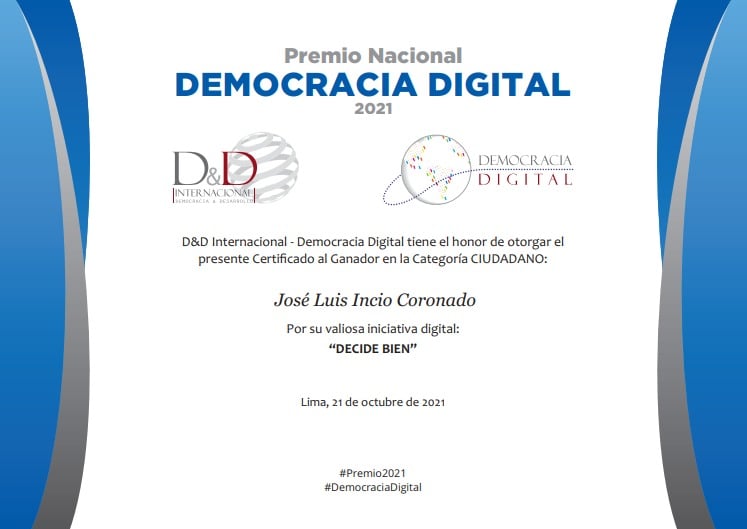 Premio Nacional
DEMOCRACIA DIGITAL
2021
D&D
INTERNACIONAL
DEMOCRACIA & DESARROLLO
DEMOCRACIA
DIGITAL
D&D Internacional - Democracia Digital tiene el honor de otorgar el
presente Certificado al Ganador en la Categoría CIUDADANO:
José Luis Incio Coronado
Por su valiosa iniciativa digital:
“DECIDE BIEN”
Lima, 21 de octubre de 2021
#Premio2021
#DemocraciaDigital